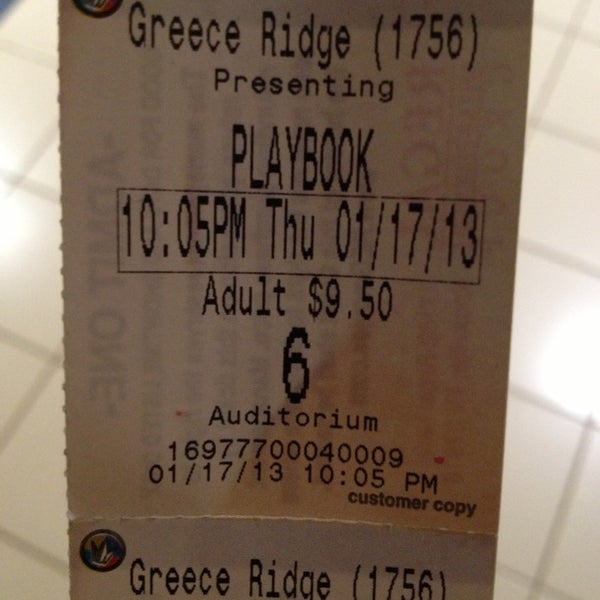 Greece Ridge (1756)
Presenting
PLAYBOOK
10:05PM Thu 01/17/13
Adult $9.50
6
Auditorium
16977700040009
01/17/13 10:05 PM
customer copy
Greece Ridge (1756)